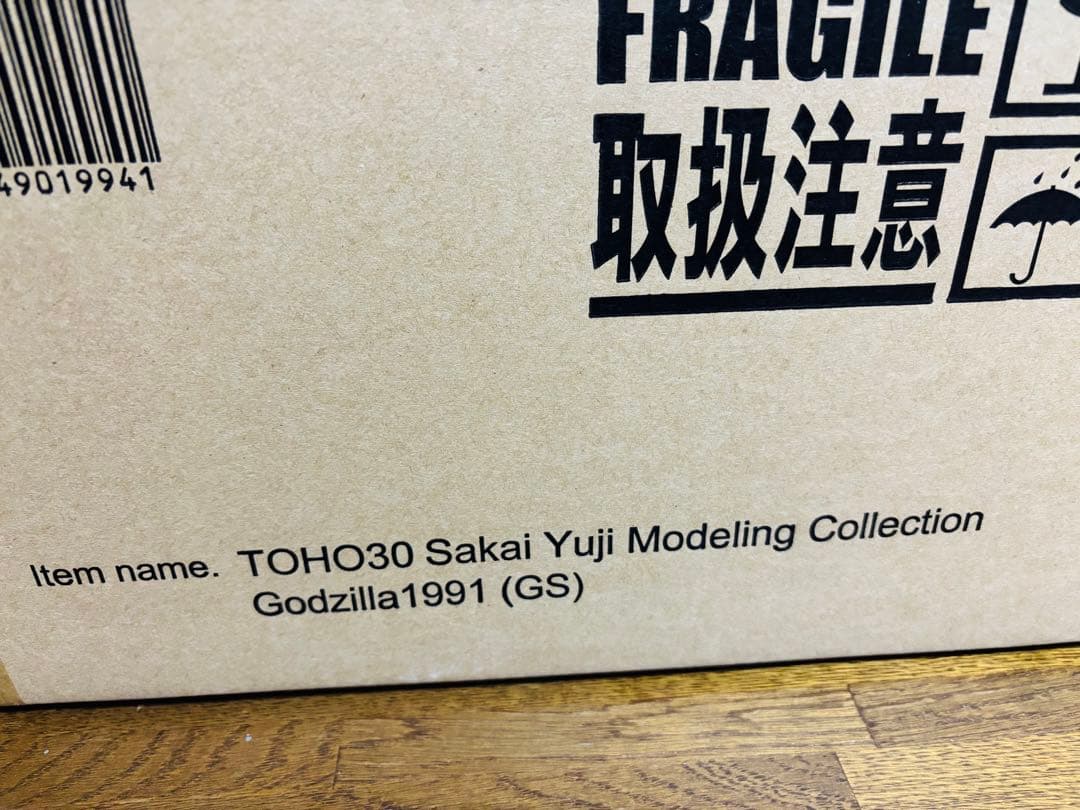 FRAGILE
取扱注意
49019941
Item name. TOHO30 Sakai Yuji Modeling Collection
Godzilla1991 (GS)